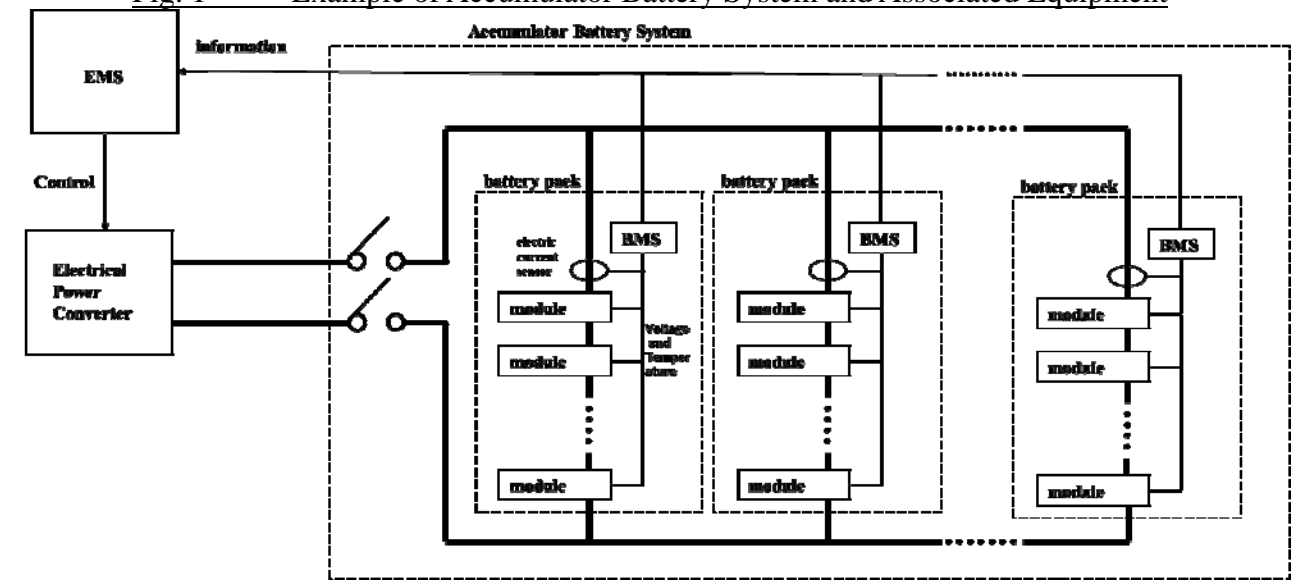 Fig. 1 Example of Accumulator Battery System and Associated Equipment
Accumulator Battery System
information
EMS
Control
battery pack
battery pack
battery pack
BMS
BMS
BMS
electric
current
sensor
Electrical
Power
Converter
module
module
module
Voltage
and
Temper
ature
module
module
module
module
module
module